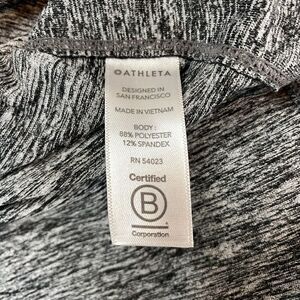 ATHLETA
DESIGNED IN
SAN FRANCISCO
MADE IN VIETNAM
BODY:
88% POLYESTER
12% SPANDEX
RN 54023
Certified
B
Corporation